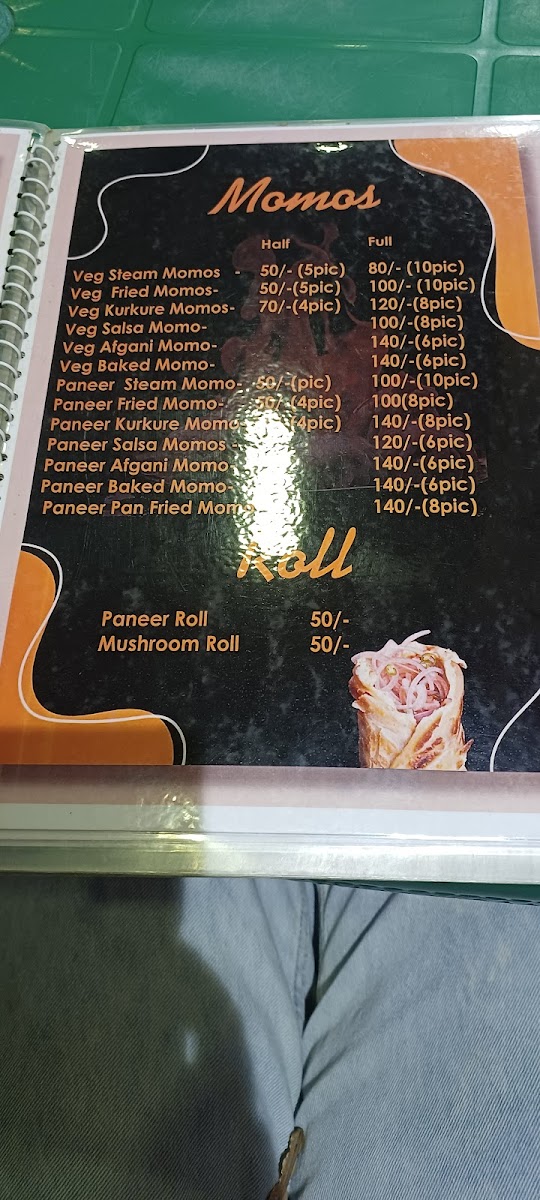 Momos
Half Full
Veg Steam Momos - 50/- (5pic) 80/- (10pic)
Veg Fried Momos- 50/-(5pic) 100/- (10pic)
Veg Kurkure Momos- 70/-(4pic) 120/-(8pic)
Veg Salsa Momo- 100/-(8pic)
Veg Afgani Momo- 140/-(6pic)
Veg Baked Momo- 140/-(6pic)
Paneer Steam Momo- 50/-(pic) 100/-(10pic)
Paneer Fried Momo- 50/-(4pic) 100(8pic)
Paneer Kurkure Momo (4pic) 140/-(8pic)
Paneer Salsa Momos - 120/-(6pic)
Paneer Afgani Momo 140/-(6pic)
Paneer Baked Momo- 140/-(6pic)
Paneer Pan Fried Momo 140/-(8pic)
Roll
Paneer Roll 50/-
Mushroom Roll 50/-